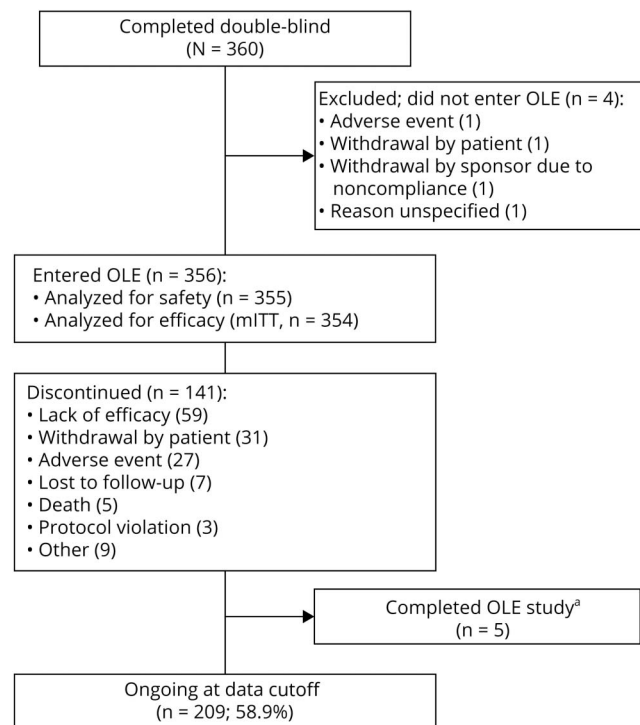 Completed double-blind
(N = 360)
Excluded; did not enter OLE (n = 4):
• Adverse event (1)
• Withdrawal by patient (1)
• Withdrawal by sponsor due to
noncompliance (1)
• Reason unspecified (1)
Entered OLE (n = 356):
• Analyzed for safety (n = 355)
• Analyzed for efficacy (mITT, n = 354)
Discontinued (n = 141):
• Lack of efficacy (59)
• Withdrawal by patient (31)
• Adverse event (27)
• Lost to follow-up (7)
• Death (5)
• Protocol violation (3)
• Other (9)
Completed OLE studyᵃ
(n = 5)
Ongoing at data cutoff
(n = 209; 58.9%)